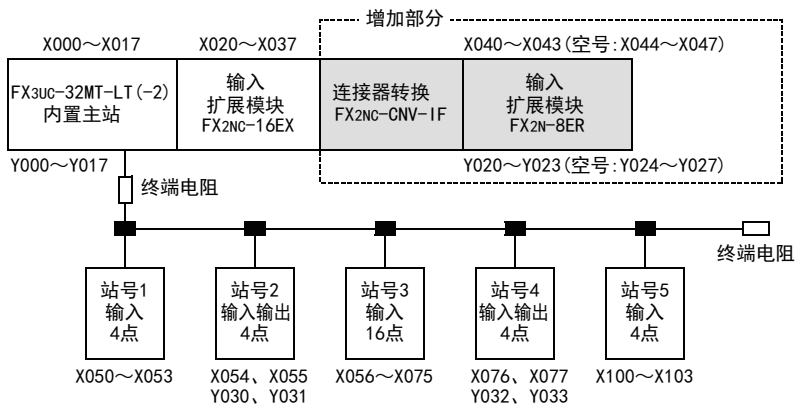 增加部分
X000～X017
X020～X037
X040～X043(空号:X044～X047)
FX3UC-32MT-LT(-2)
内置主站
输入
扩展模块
FX2NC-16EX
连接器转换
FX2NC-CNV-IF
输入
扩展模块
FX2N-8ER
Y000～Y017
Y020～Y023(空号:Y024～Y027)
终端电阻
终端电阻
站号1
输入
4点
站号2
输入输出
4点
站号3
输入
16点
站号4
输入输出
4点
站号5
输入
4点
X050～X053
X054、X055
Y030、Y031
X056～X075
X076、X077
Y032、Y033
X100～X103